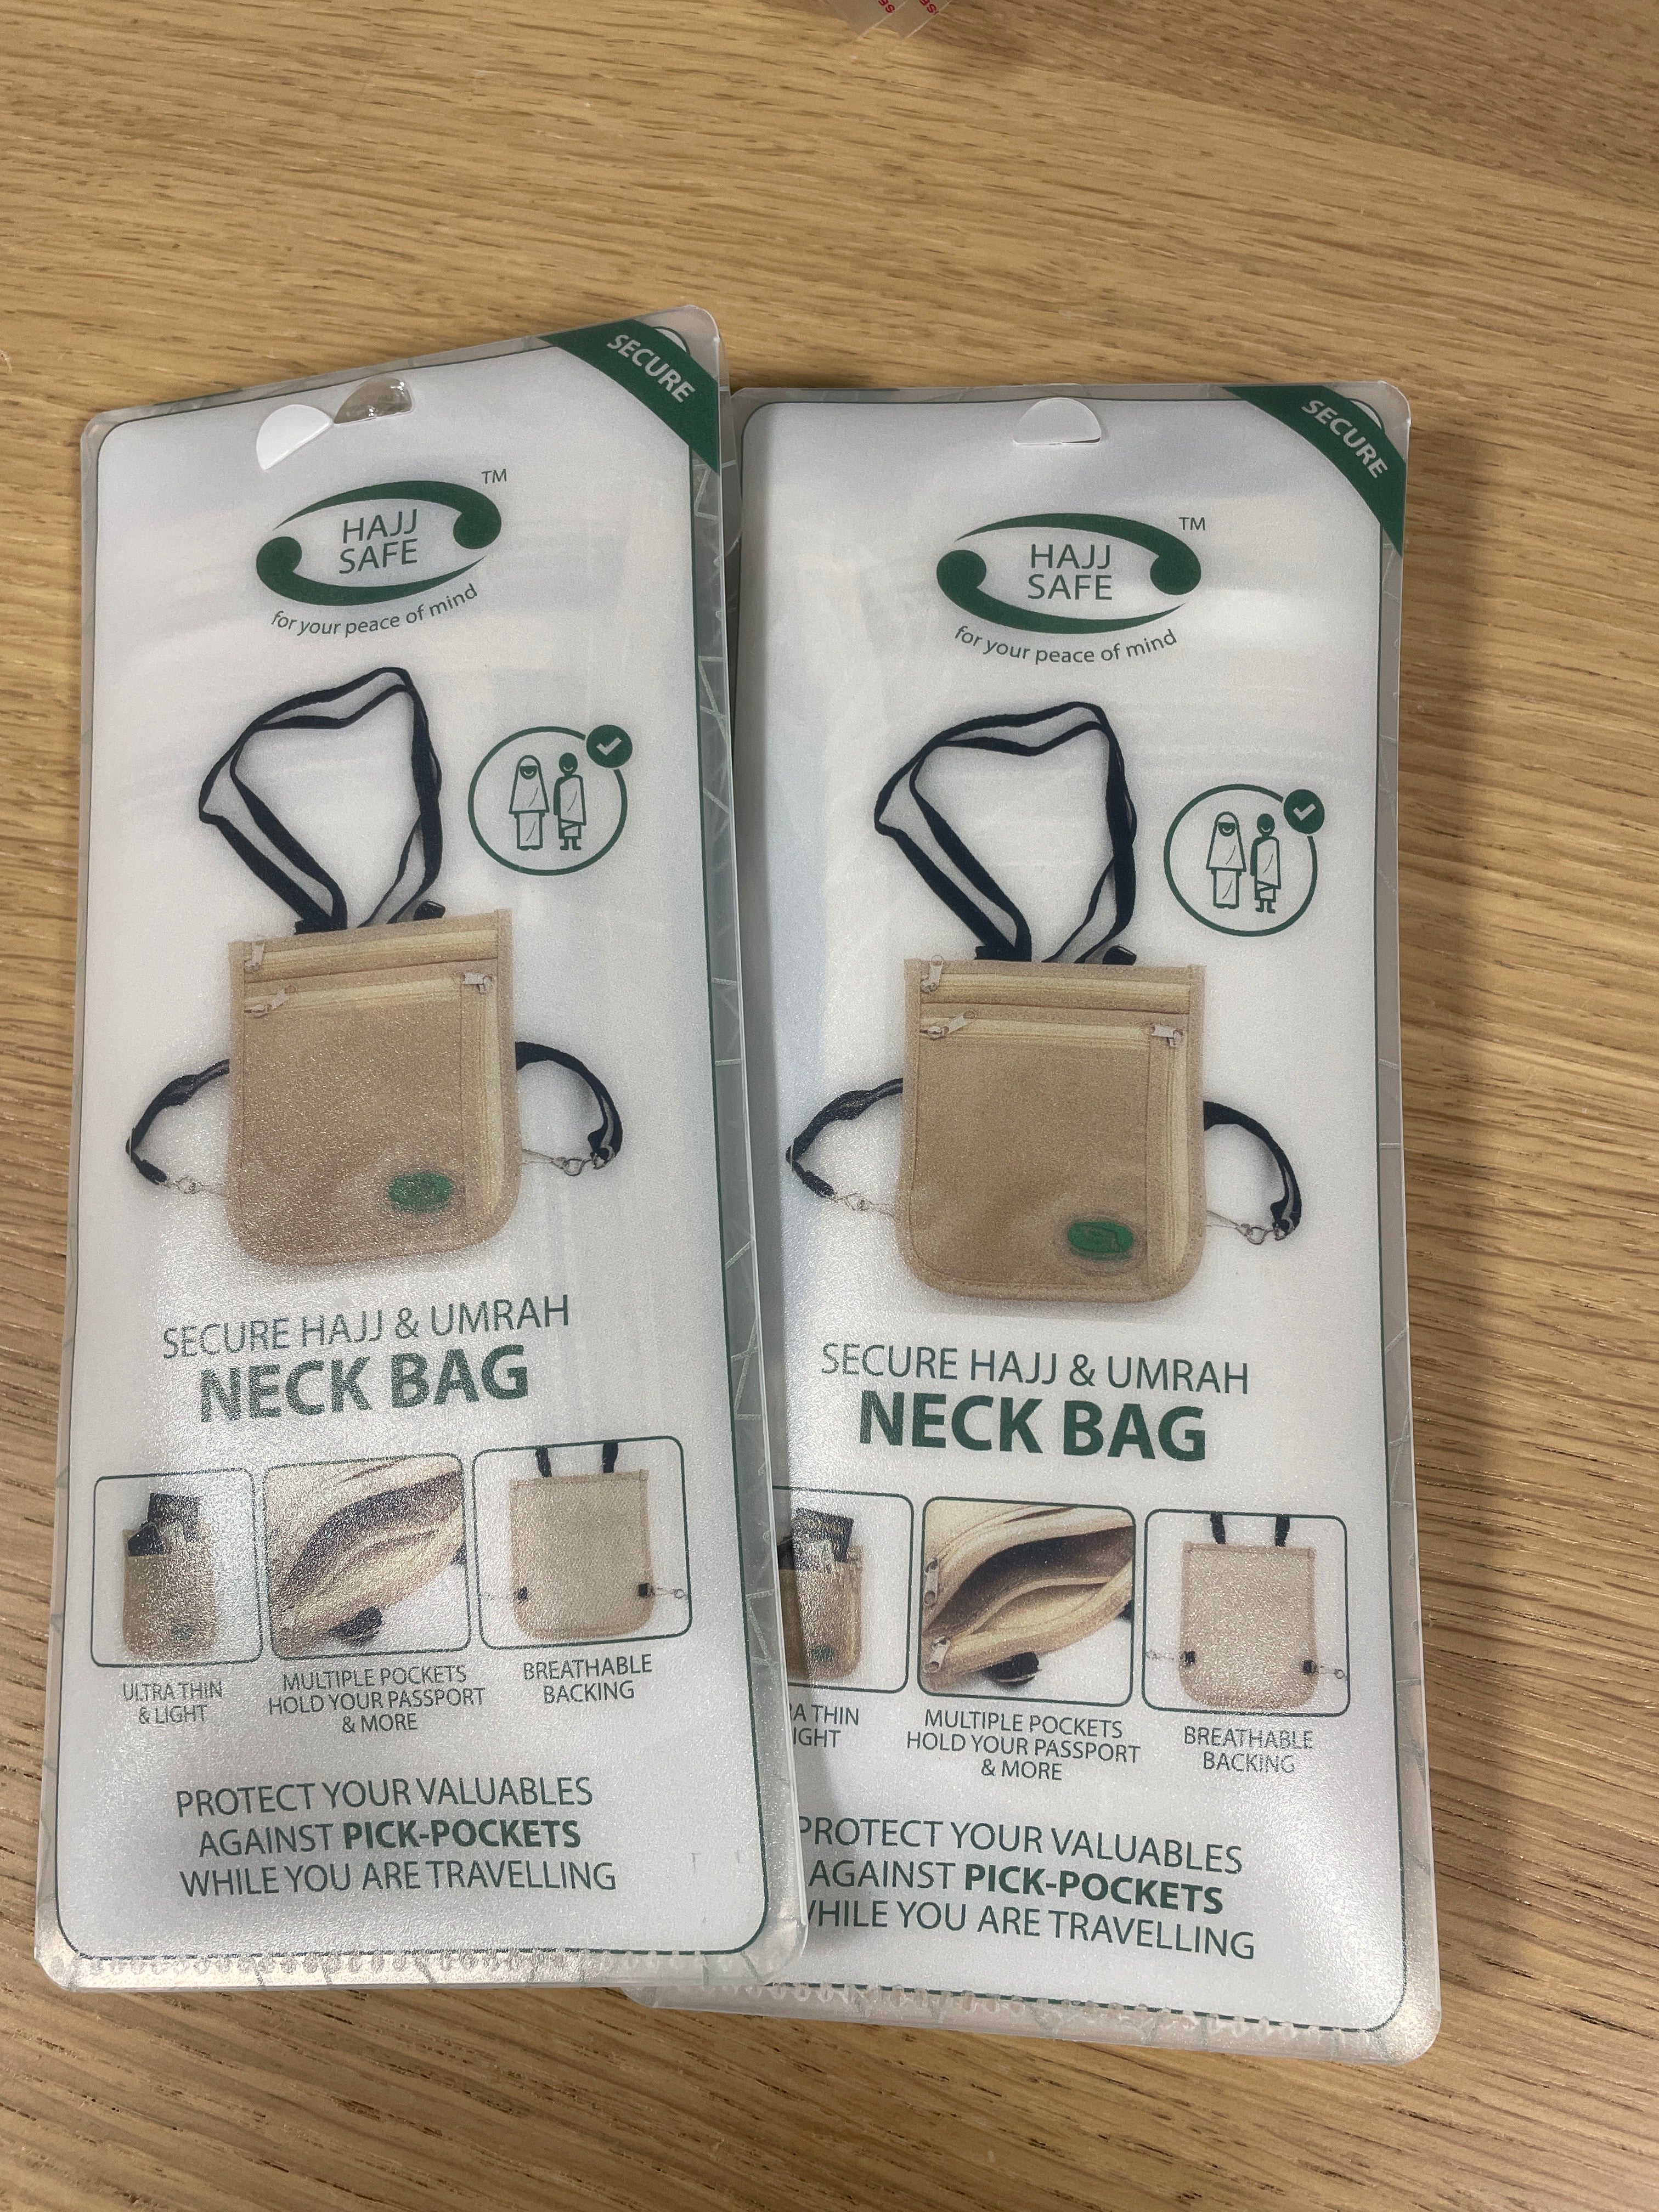 SECURE
HAJJ
SAFE
TM
for your peace of mind
SECURE HAJJ & UMRAH
NECK BAG
ULTRA THIN
& LIGHT
MULTIPLE POCKETS
HOLD YOUR PASSPORT
& MORE
BREATHABLE
BACKING
PROTECT YOUR VALUABLES
AGAINST PICK-POCKETS
WHILE YOU ARE TRAVELLING
SECURE
HAJJ
SAFE
TM
for your peace of mind
SECURE HAJJ & UMRAH
NECK BAG
RA THIN
IGHT
MULTIPLE POCKETS
HOLD YOUR PASSPORT
& MORE
BREATHABLE
BACKING
PROTECT YOUR VALUABLES
AGAINST PICK-POCKETS
WHILE YOU ARE TRAVELLING